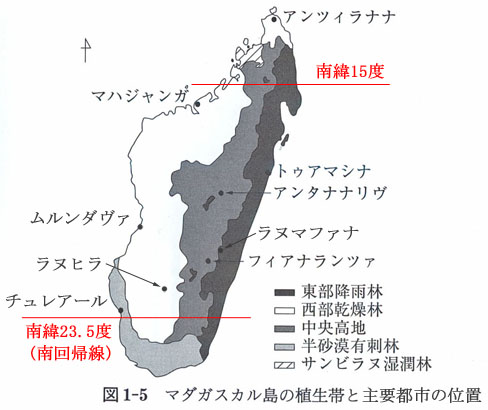 アンツィラナナ
南緯15度
マハジャンガ
トゥアマシナ
アンタナナリヴ
ムルンダヴァ
ラヌマファナ
ラヌヒラ
フィアナランツァ
チュレアール
南緯23.5度
(南回帰線)
東部降雨林
西部乾燥林
中央高地
半砂漠有刺林
サンビラヌ湿潤林
図1-5 マダガスカル島の植生帯と主要都市の位置